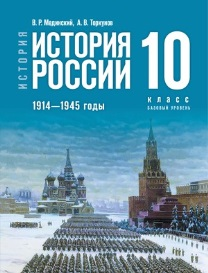 В. Р. Мединский, А. В. Торкунов
ИСТОРИЯ
ИСТОРИЯ
РОССИИ
10
класс
БАЗОВЫЙ УРОВЕНЬ
1914—1945 годы